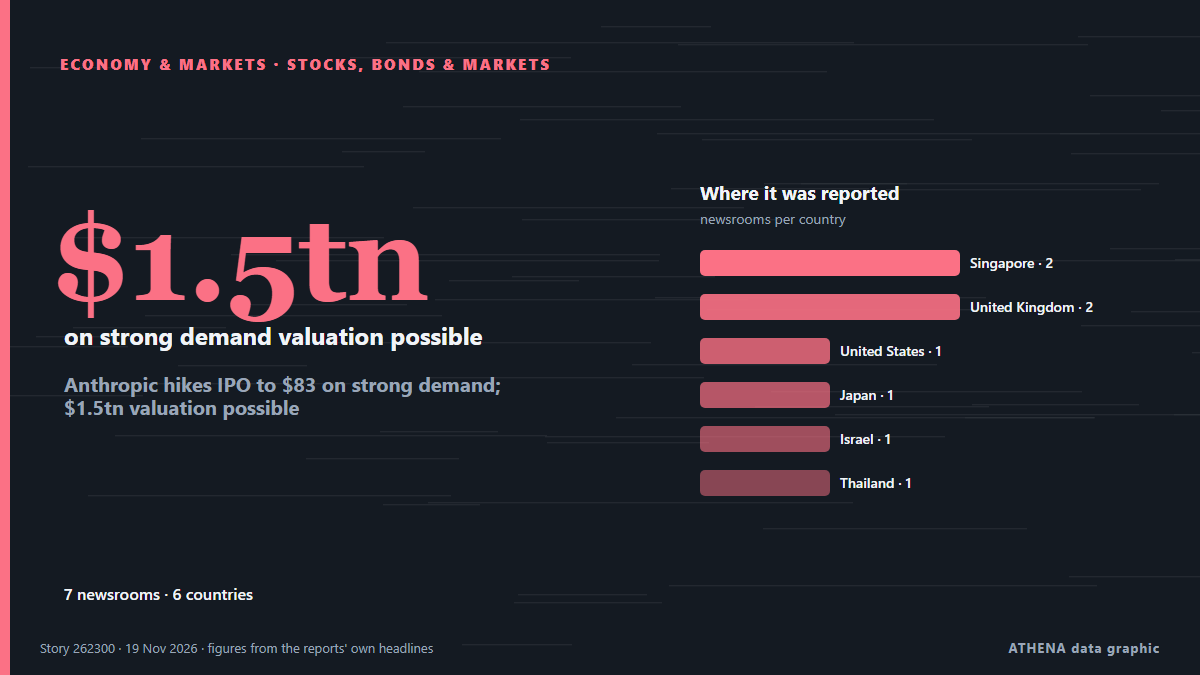 ECONOMY & MARKETS · STOCKS, BONDS & MARKETS
$1.5tn
on strong demand valuation possible
Anthropic hikes IPO to $83 on strong demand;
$1.5tn valuation possible
7 newsrooms · 6 countries
Where it was reported
newsrooms per country
Singapore · 2
United Kingdom · 2
United States · 1
Japan · 1
Israel · 1
Thailand · 1
Story 262300 · 19 Nov 2026 · figures from the reports' own headlines
ATHENA data graphic